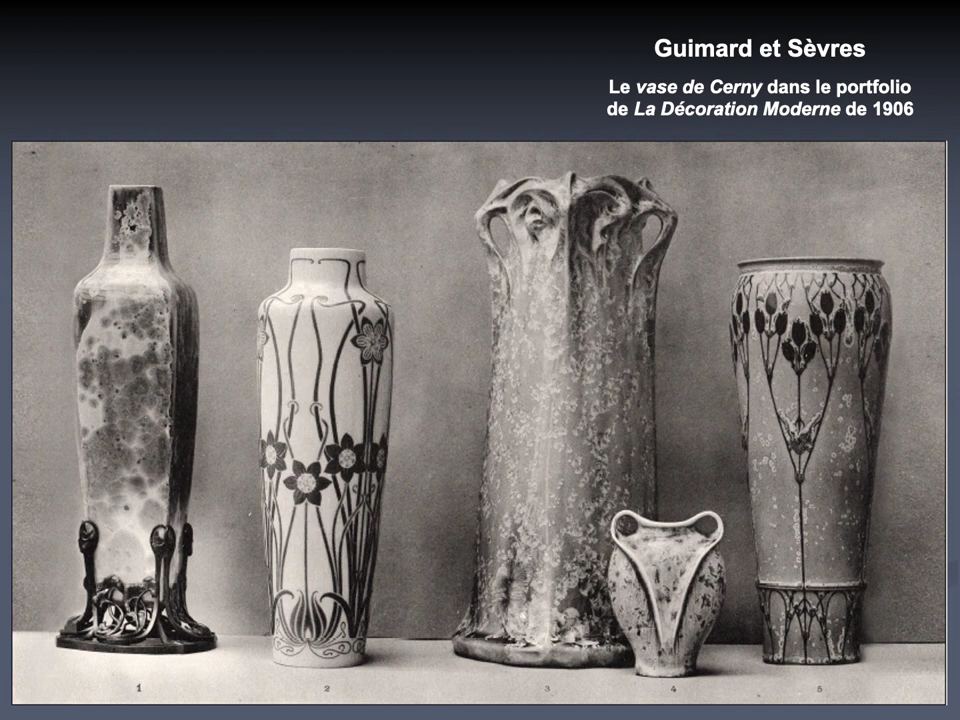 Guimard et Sèvres
Le vase de Cerny dans le portfolio
de La Décoration Moderne de 1906
1 2 3 4 5